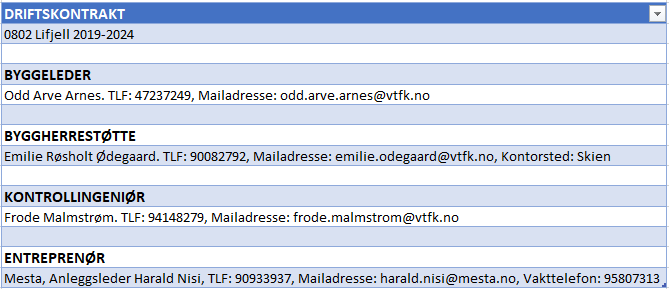 DRIFTSKONTRAKT
0802 Lifjell 2019-2024
BYGGELEDER
Odd Arve Arnes. TLF: 47237249, Mailadresse: odd.arve.arnes@vtfk.no
BYGGHERRESTØTTE
Emilie Røsholt Ødegaard. TLF: 90082792, Mailadresse: emilie.odegaard@vtfk.no, Kontorsted: Skien
KONTROLLINGENIØR
Frode Malmstrøm. TLF: 94148279, Mailadresse: frode.malmstrom@vtfk.no
ENTREPRENØR
Mesta, Anleggsleder Harald Nisi, TLF: 90933937, Mailadresse: harald.nisi@mesta.no, Vakttelefon: 95807313